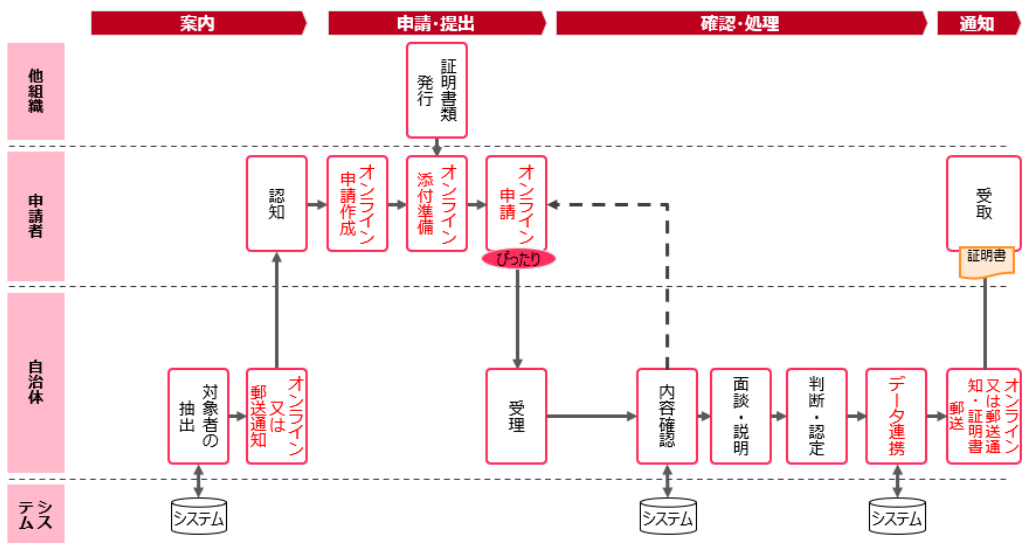 案内
申請・提出
確認・処理
通知
他組織
証明書類
発行
申請者
認知
オンライン
申請作成
オンライン
添付準備
オンライン
申請
ぴったり
受取
証明書
自治体
対象者の
抽出
オンライン
又は
郵送通知
受理
内容確認
面談・説明
判断・認定
データ連携
オンライン
又は郵送通
知・証明書
郵送
シス
テム
システム
システム
システム